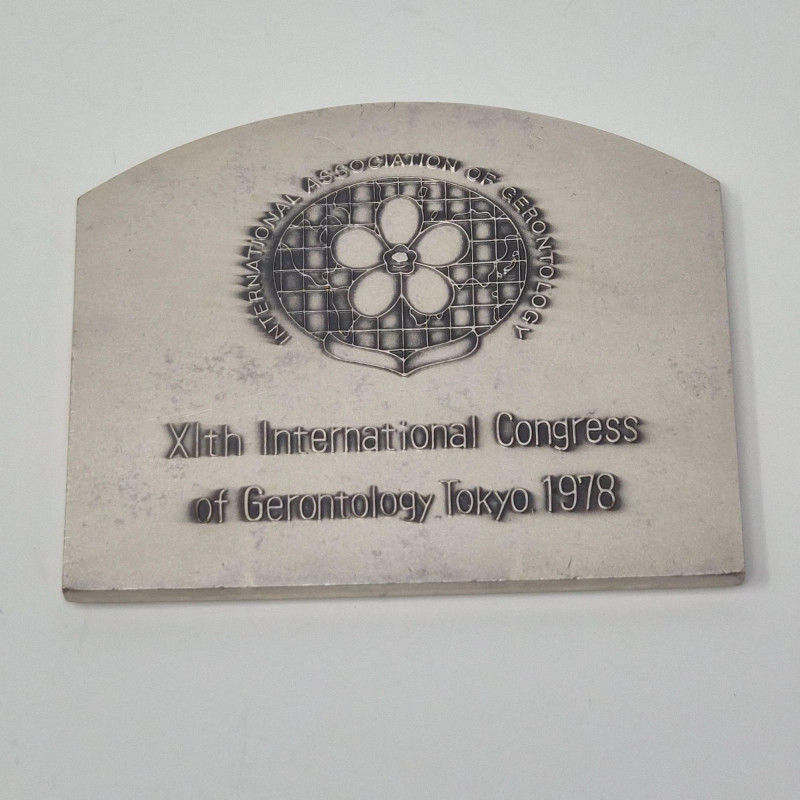 INTERNATIONAL ASSOCIATION OF GERONTOLOGY
XIth International Congress
of Gerontology Tokyo. 1978